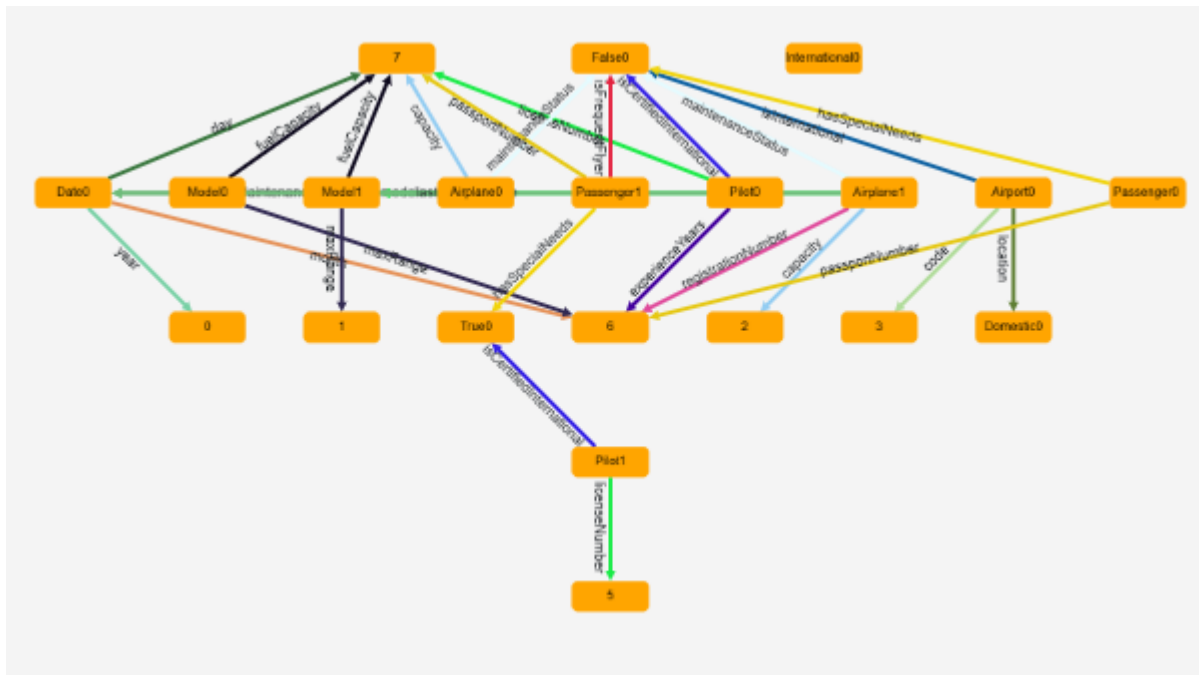 7
False0
International0
day
fuelCapacity
fuelCapacity
capacity
passportNumber
maintenanceStatus
isFrequentFlyer
licenseNumber
isCertifiedInternational
maintenanceStatus
isInternational
hasSpecialNeeds
Date0
Model0
Model1
Airplane0
Passenger1
Pilot0
Airplane1
Airport0
Passenger0
year
maxRange
maxRange
hasSpecialNeeds
experienceYears
registrationNumber
capacity
passportNumber
code
location
0
1
True0
6
2
3
Domestic0
isCertifiedInternational
Pilot1
licenseNumber
5